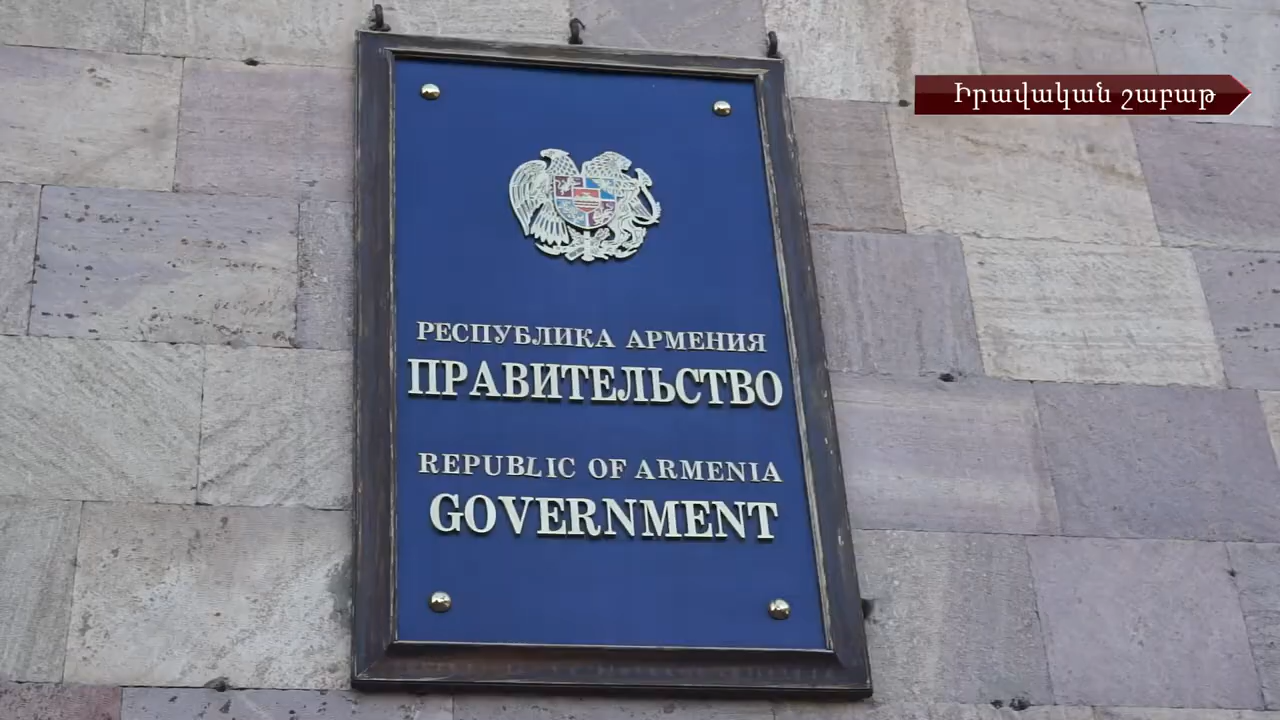 Իրավական շաբաթ
РЕСПУБЛИКА АРМЕНИЯ
ПРАВИТЕЛЬСТВО
REPUBLIC OF ARMENIA
GOVERNMENT